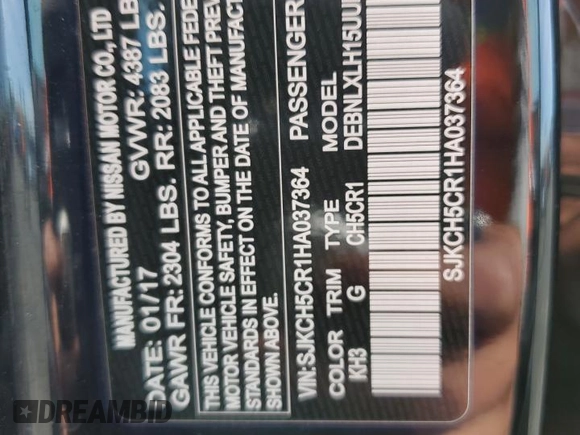 MANUFACTURED BY NISSAN MOTOR CO., LTD
DATE: 01/17 GVWR: 4387 LB
GAWR FR: 2304 LBS. RR: 2083 LBS.
THIS VEHICLE CONFORMS TO ALL APPLICABLE FEDE
MOTOR VEHICLE SAFETY, BUMPER AND THEFT
STANDARDS IN EFFECT ON THE DATE OF MANUFAC
SHOWN ABOVE.
VIN:SJKCH5CR1HA037364 PASSENGER
COLOR TRIM TYPE MODEL
KH3 G CH5CR1 DEBNLXLH15UU
SJKCH5CR1HA037364
DREAMBID